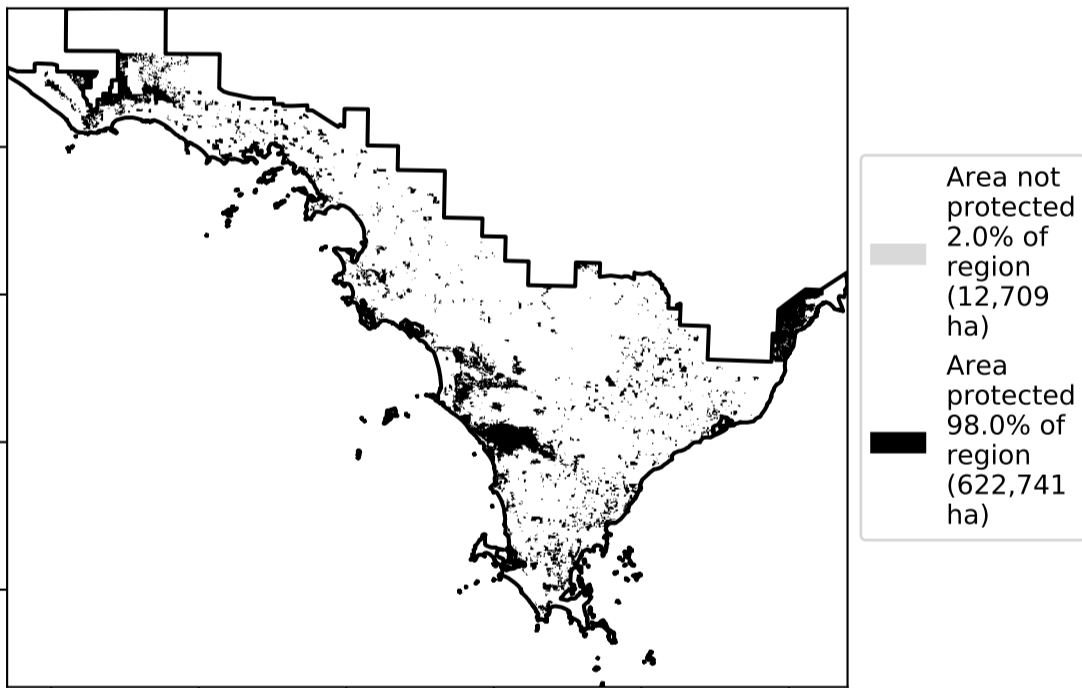 Area not
protected
2.0% of
region
(12,709
ha)
Area
protected
98.0% of
region
(622,741
ha)